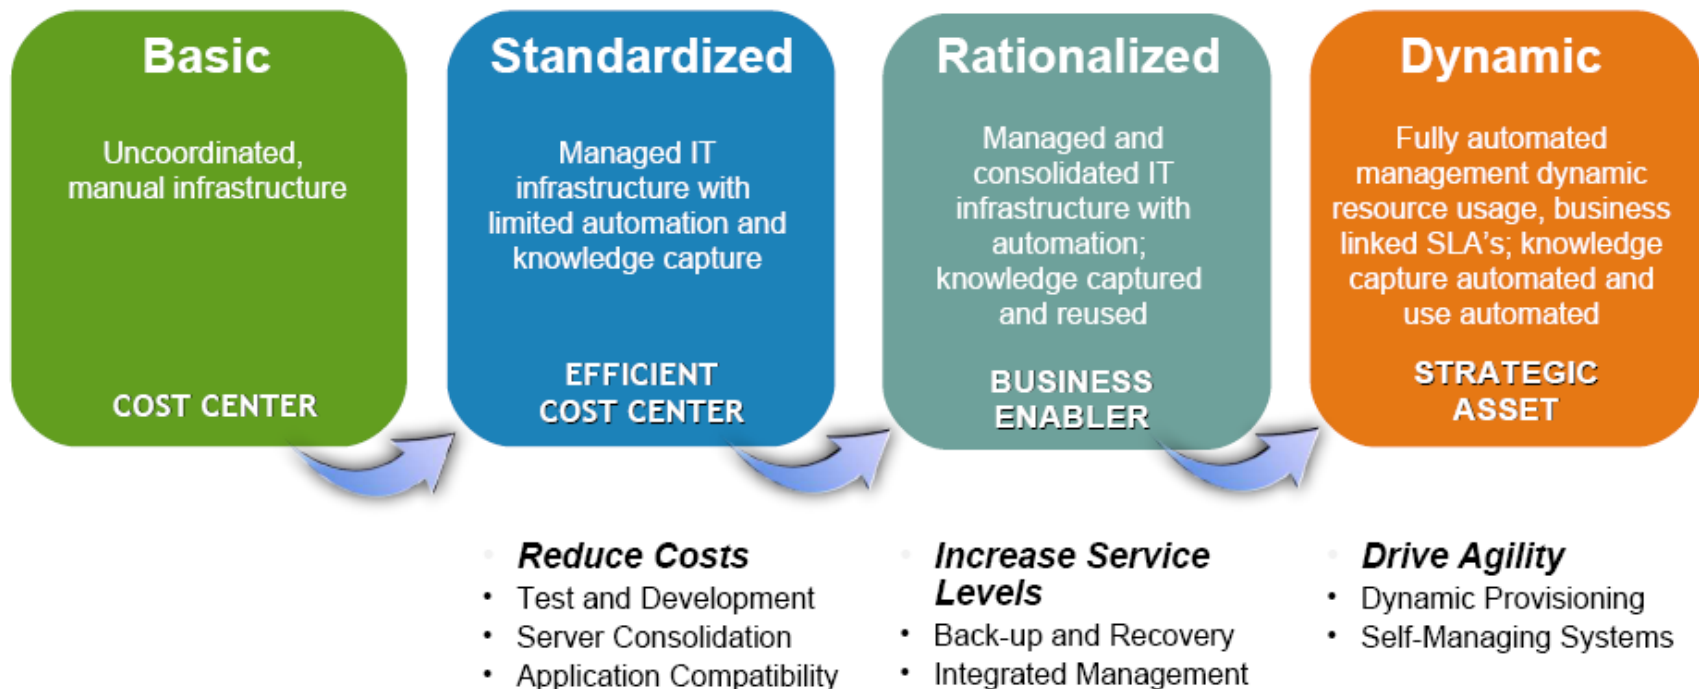 Basic
Uncoordinated,
manual infrastructure
COST CENTER
Standardized
Managed IT
infrastructure with
limited automation and
knowledge capture
EFFICIENT
COST CENTER
Rationalized
Managed and
consolidated IT
infrastructure with
automation;
knowledge captured
and reused
BUSINESS
ENABLER
Dynamic
Fully automated
management dynamic
resource usage, business
linked SLA's; knowledge
capture automated and
use automated
STRATEGIC
ASSET
• Reduce Costs
• Test and Development
• Server Consolidation
• Application Compatibility
• Increase Service
Levels
• Back-up and Recovery
• Integrated Management
• Drive Agility
• Dynamic Provisioning
• Self-Managing Systems